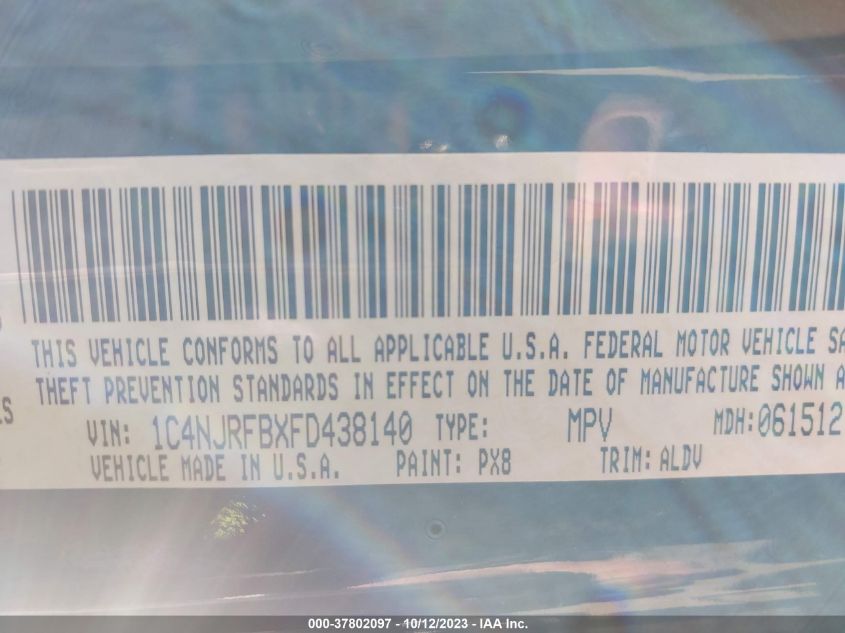 THIS VEHICLE CONFORMS TO ALL APPLICABLE U.S.A. FEDERAL MOTOR VEHICLE SA
THEFT PREVENTION STANDARDS IN EFFECT ON THE DATE OF MANUFACTURE SHOWN A
VIN: 1C4NJRFBXFD438140 TYPE: MPV MDH:061512
VEHICLE MADE IN U.S.A. PAINT: PX8 TRIM: ALDV
000-37802097 - 10/12/2023 - IAA Inc.